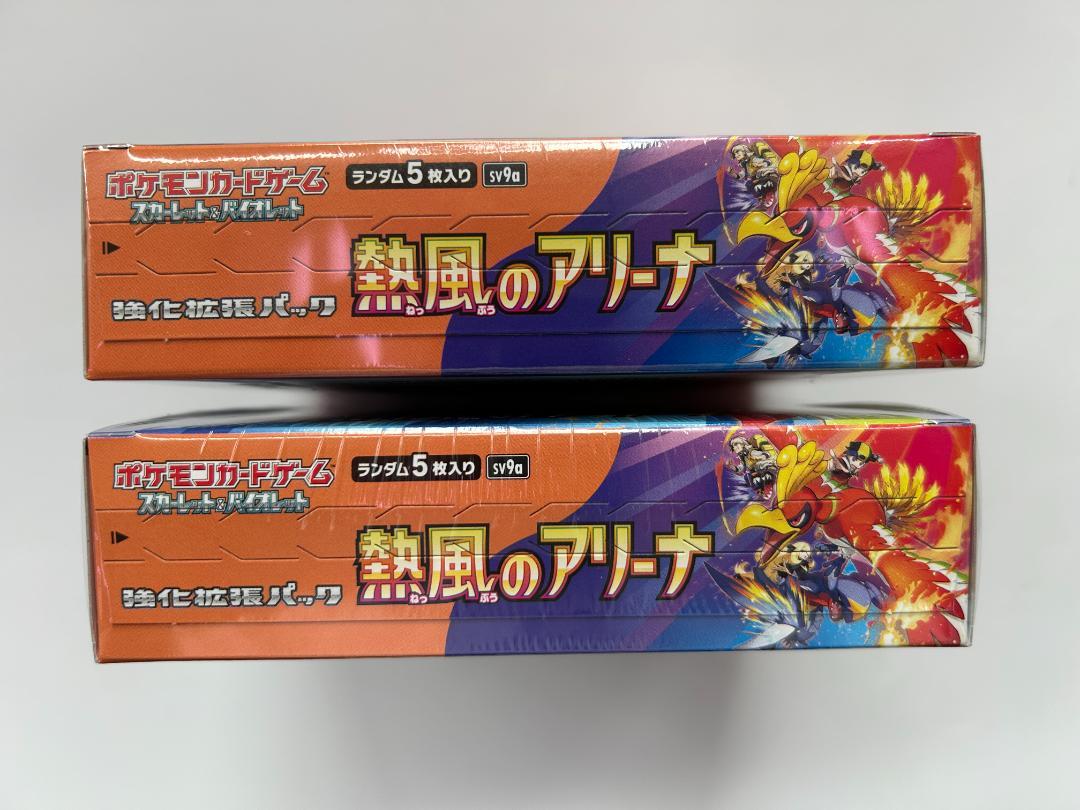 ポケモンカードゲーム™
スカーレット&バイオレット
ランダム5枚入り sv9a
強化拡張パック
熱風のアリーナ
ねっ ぷう
ポケモンカードゲーム
スカーレット&バイオレット
ランダム5枚入り sv9a
強化拡張パック
熱風のアリーナ
ねっ ぷう